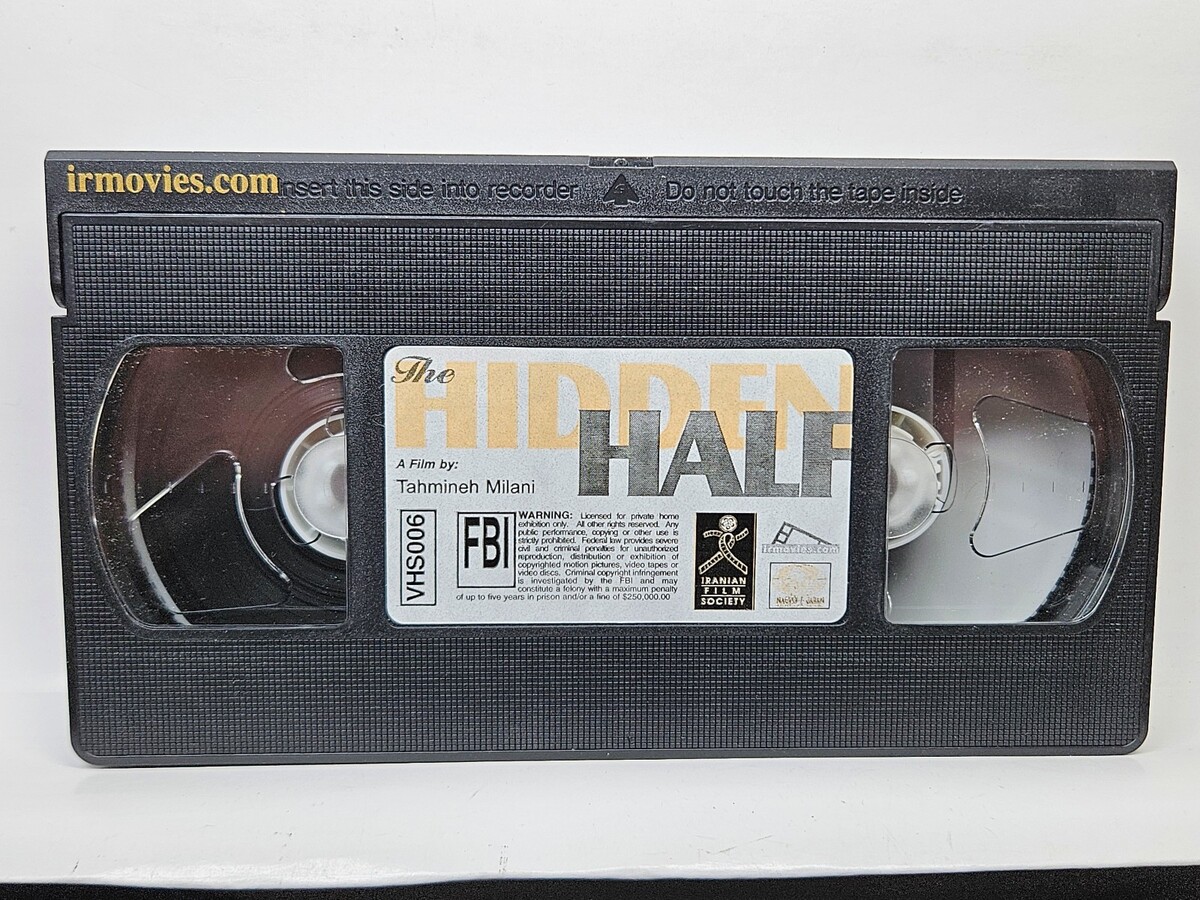 irmovies.com
nsert this side into recorder Do not touch the tape inside
The HIDDEN
HALF
A Film by:
Tahmineh Milani
VHS006
FBI
WARNING: Licensed for private home
exhibition only. All other rights reserved. Any
public performance, copying or other use is
strictly prohibited. Federal law provides severe
civil and criminal penalties for unauthorized
reproduction, distribution or exhibition of
copyrighted motion pictures, video tapes or
video discs. Criminal copyright infringement
is investigated by the FBI and may
constitute a felony with a maximum penalty
of up to five years in prison and/or a fine of $250,000.00
IRANIAN
FILM
SOCIETY
irmovies.com